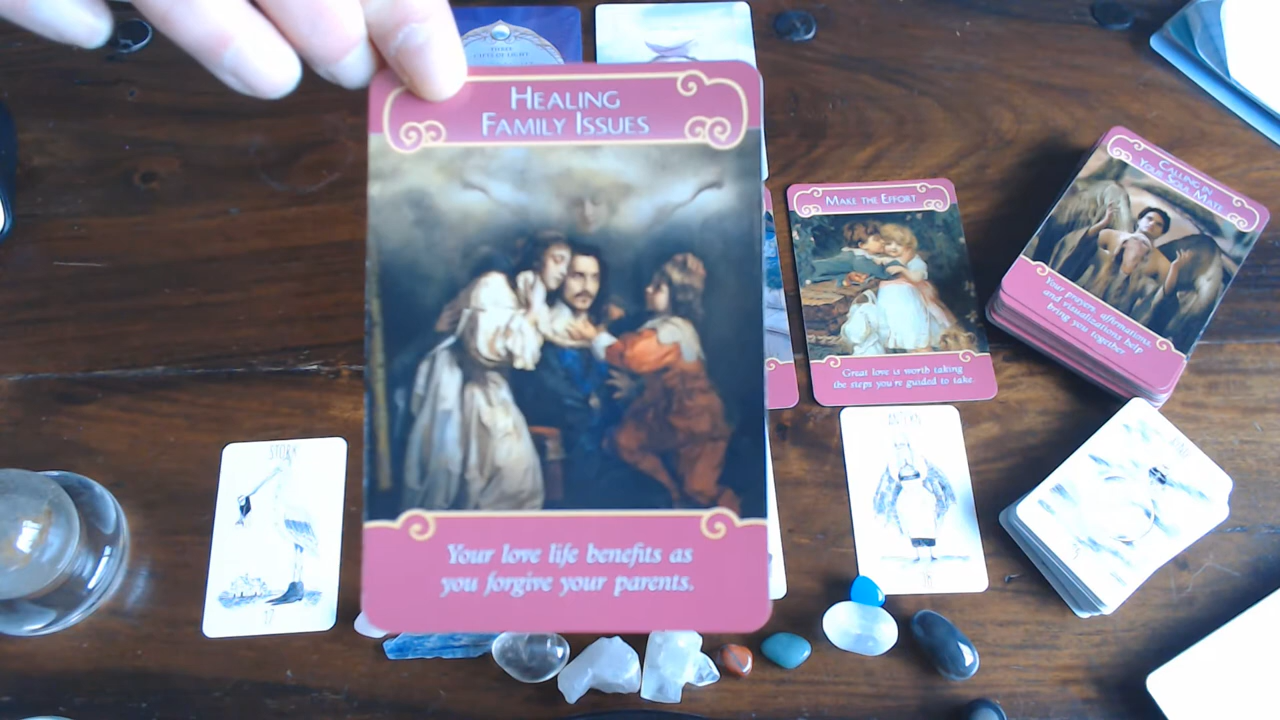 HEALING
FAMILY ISSUES
Your love life benefits as
you forgive your parents.
MAKE THE EFFORT
Great love is worth taking
the steps you're guided to take.
CALLING IN
YOUR SOUL MATE
Your prayers, affirmations,
and visualizations help
bring you together.
STORK
17